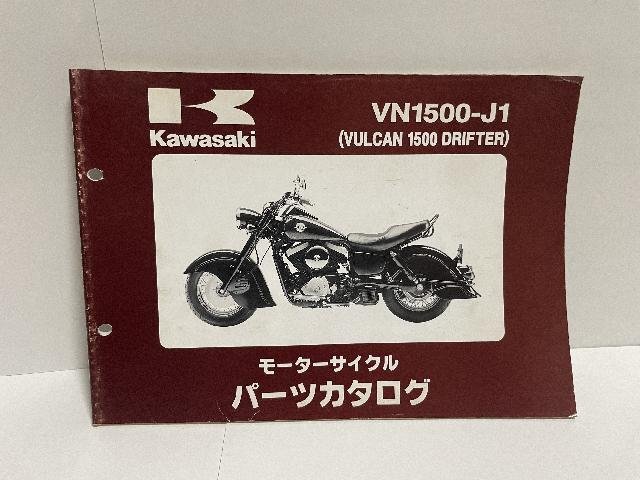 Kawasaki
VN1500-J1
(VULCAN 1500 DRIFTER)
モーターサイクル
パーツカタログ